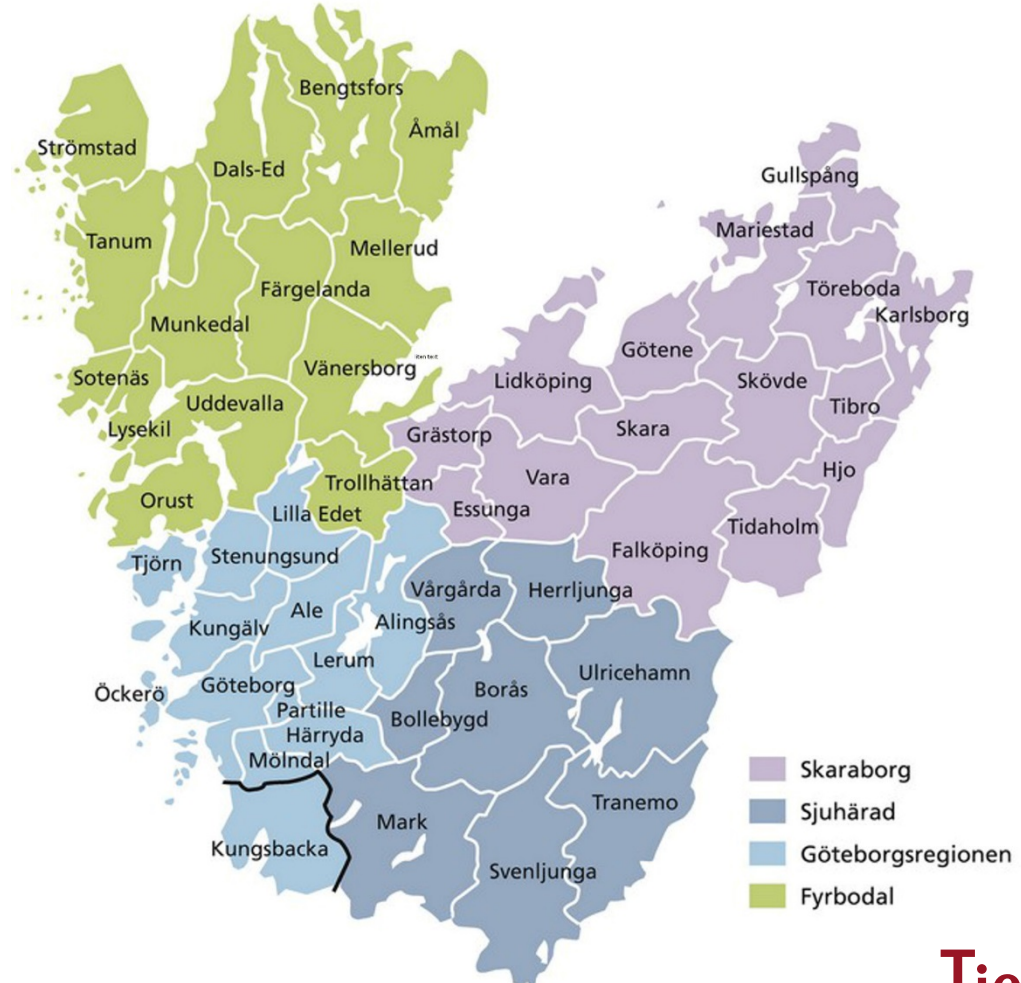 Bengtsfors
Åmål
Strömstad
Dals-Ed
Gullspång
Mariestad
Tanum
Mellerud
Färgelanda
Töreboda
Karlsborg
Munkedal
Götene
Vänersborg
Sotenäs
Lidköping
Skövde
Uddevalla
Tibro
Lysekil
Grästorp
Skara
Hjo
Vara
Trollhättan
Orust
Essunga
Lilla Edet
Tidaholm
Falköping
Stenungsund
Tjörn
Vårgårda
Herrljunga
Ale
Alingsås
Kungälv
Lerum
Ulricehamn
Göteborg
Öckerö
Borås
Partille
Bollebygd
Härryda
Mölndal
Skaraborg
Tranemo
Sjuhärad
Mark
Kungsbacka
Göteborgsregionen
Svenljunga
Fyrbodal